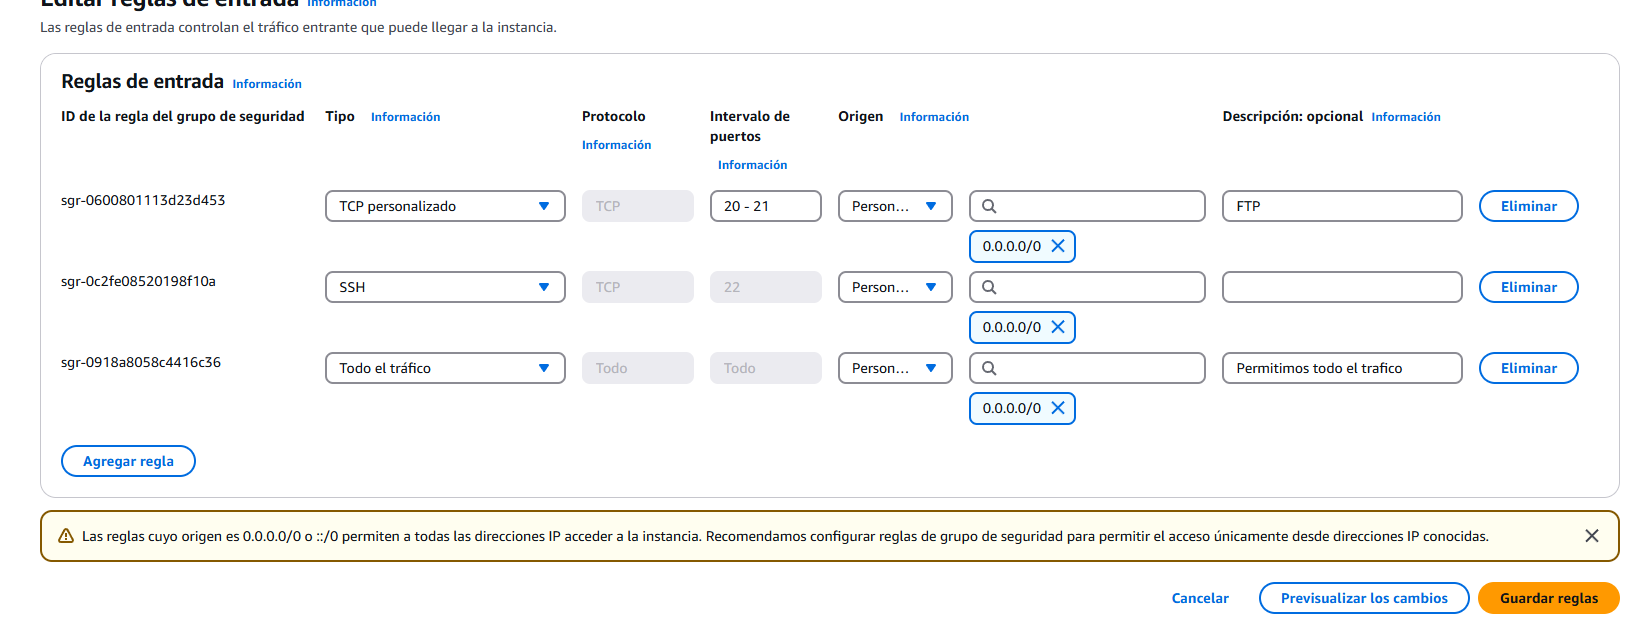 Editar reglas de entrada Información
Las reglas de entrada controlan el tráfico entrante que puede llegar a la instancia.
Reglas de entrada Información
ID de la regla del grupo de seguridad Tipo Información Protocolo Información Intervalo de puertos Información Origen Información Descripción: opcional Información
sgr-0600801113d23d453 TCP personalizado TCP 20 - 21 Person... FTP Eliminar
0.0.0.0/0
sgr-0c2fe08520198f10a SSH TCP 22 Person... Eliminar
0.0.0.0/0
sgr-0918a8058c4416c36 Todo el tráfico Todo Todo Person... Permitimos todo el trafico Eliminar
0.0.0.0/0
Agregar regla
Las reglas cuyo origen es 0.0.0.0/0 o ::/0 permiten a todas las direcciones IP acceder a la instancia. Recomendamos configurar reglas de grupo de seguridad para permitir el acceso únicamente desde direcciones IP conocidas.
Cancelar Previsualizar los cambios Guardar reglas